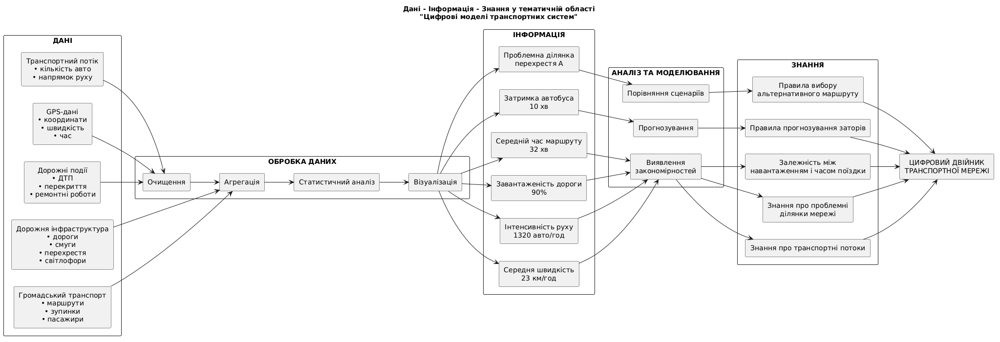 Дані - Інформація - Знання у тематичній області
"Цифрові моделі транспортних систем"
ДАНІ
Транспортний потік
• кількість авто
• напрямок руху
GPS-дані
• координати
• швидкість
• час
Дорожні події
• ДТП
• перекриття
• ремонтні роботи
Дорожня інфраструктура
• дороги
• смуги
• перехрестя
• світлофори
Громадський транспорт
• маршрути
• зупинки
• пасажири
ОБРОБКА ДАНИХ
Очищення
Агрегація
Статистичний аналіз
Візуалізація
ІНФОРМАЦІЯ
Проблемна ділянка
перехрестя А
Затримка автобуса
10 хв
Середній час маршруту
32 хв
Завантаженість дороги
90%
Інтенсивність руху
1320 авто/год
Середня швидкість
23 км/год
АНАЛІЗ ТА МОДЕЛЮВАННЯ
Порівняння сценаріїв
Прогнозування
Виявлення
закономірностей
ЗНАННЯ
Правила вибору
альтернативного маршруту
Правила прогнозування заторів
Залежність між
навантаженням і часом поїздки
Знання про проблемні
ділянки мережі
Знання про транспортні потоки
ЦИФРОВИЙ ДВІЙНИК
ТРАНСПОРТНОЇ МЕРЕЖІ